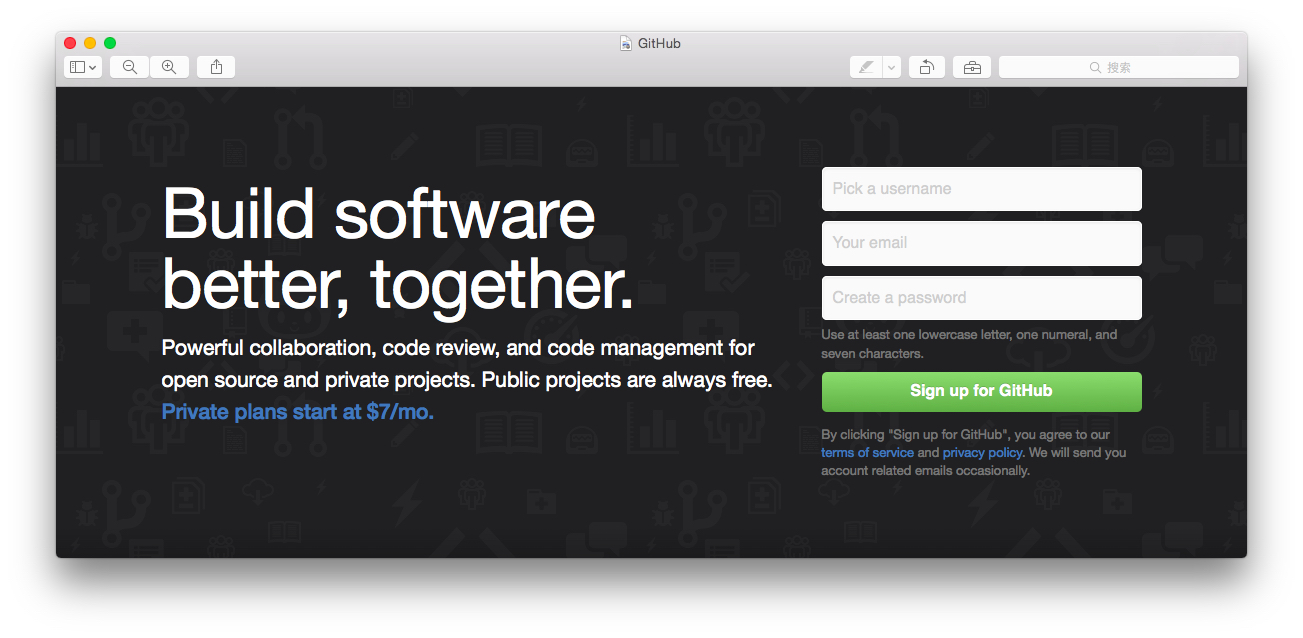 GitHub
搜索
Build software
better, together.
Powerful collaboration, code review, and code management for
open source and private projects. Public projects are always free.
Private plans start at $7/mo.
Pick a username
Your email
Create a password
Use at least one lowercase letter, one numeral, and
seven characters.
Sign up for GitHub
By clicking "Sign up for GitHub", you agree to our
terms of service and privacy policy. We will send you
account related emails occasionally.